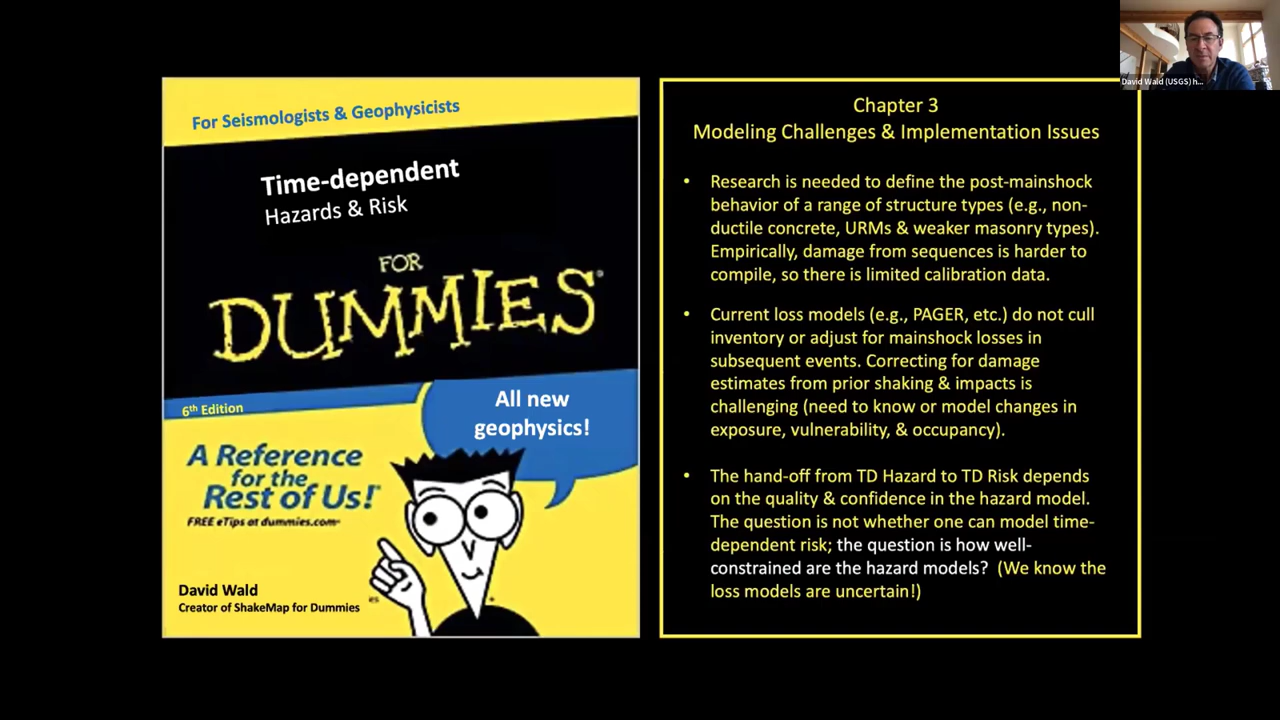 David Wald (USGS) h...
For Seismologists & Geophysicists
Time-dependent
Hazards & Risk
FOR
DUMMIES®
6th Edition
All new
geophysics!
A Reference
for the
Rest of Us!®
FREE eTips at dummies.com®
David Wald
Creator of ShakeMap for Dummies
Chapter 3
Modeling Challenges & Implementation Issues
• Research is needed to define the post-mainshock
behavior of a range of structure types (e.g., non-
ductile concrete, URMs & weaker masonry types).
Empirically, damage from sequences is harder to
compile, so there is limited calibration data.
• Current loss models (e.g., PAGER, etc.) do not cull
inventory or adjust for mainshock losses in
subsequent events. Correcting for damage
estimates from prior shaking & impacts is
challenging (need to know or model changes in
exposure, vulnerability, & occupancy).
• The hand-off from TD Hazard to TD Risk depends
on the quality & confidence in the hazard model.
The question is not whether one can model time-
dependent risk; the question is how well-
constrained are the hazard models? (We know the
loss models are uncertain!)